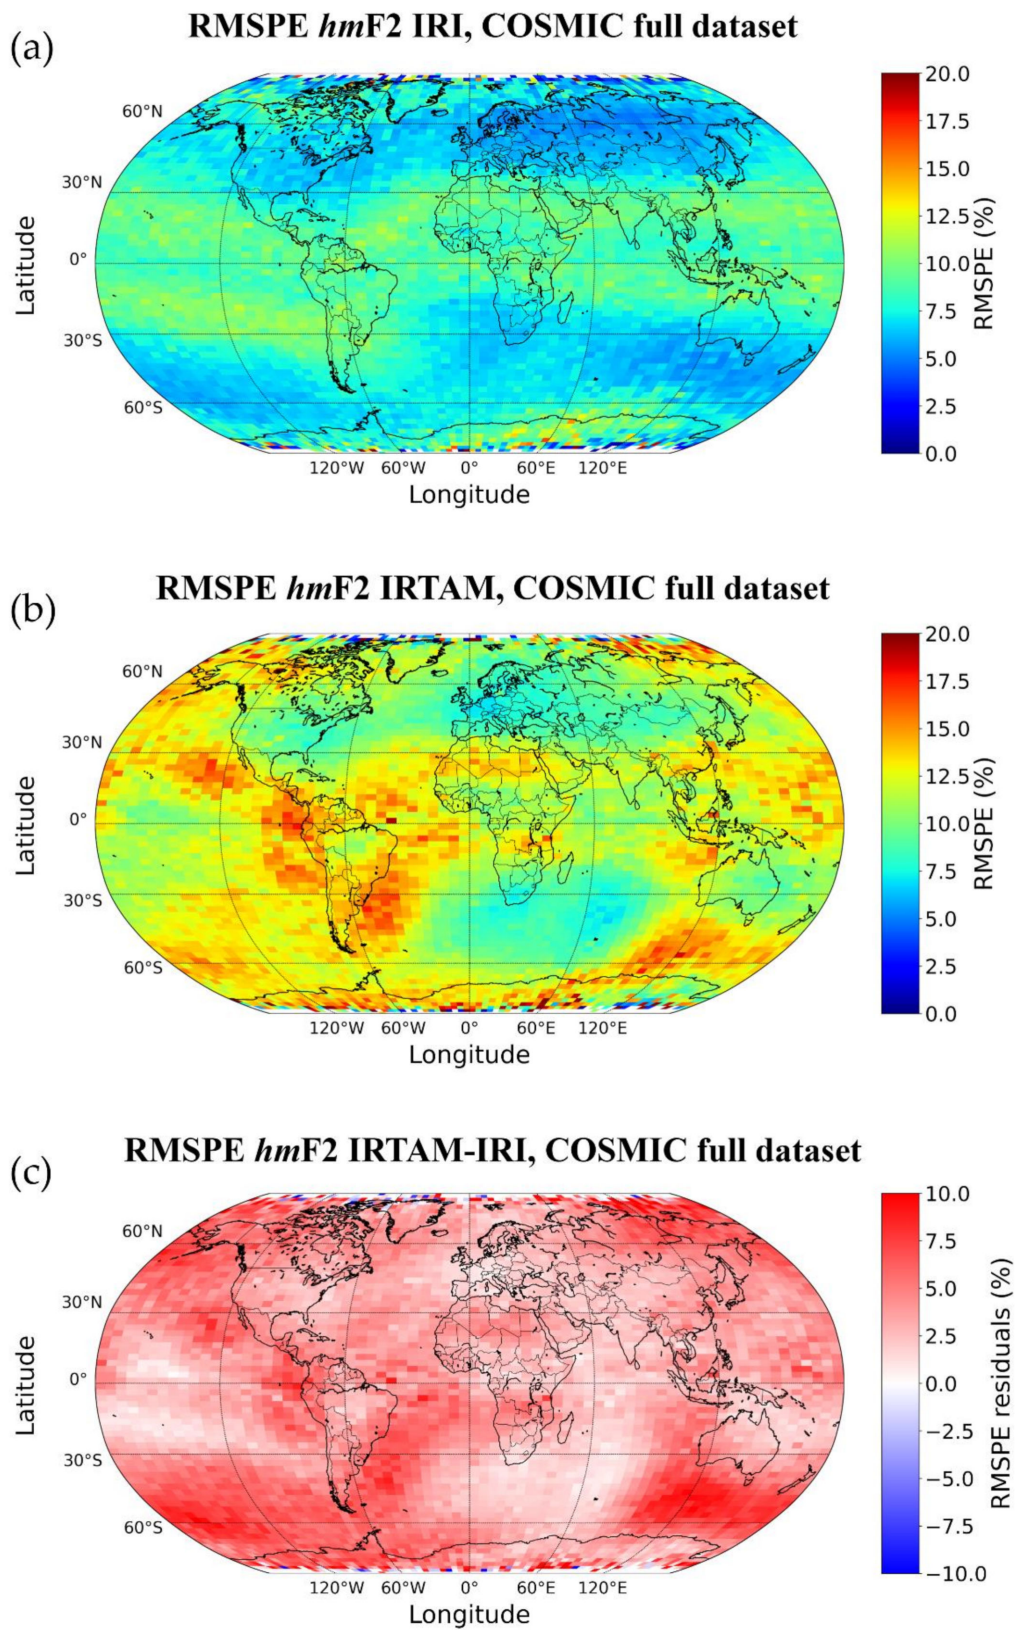 (a)
RMSPE hmF2 IRI, COSMIC full dataset
60°N
30°N
0°
30°S
60°S
Latitude
120°W 60°W 0° 60°E 120°E
Longitude
20.0
17.5
15.0
12.5
10.0
7.5
5.0
2.5
0.0
RMSPE (%)
(b)
RMSPE hmF2 IRTAM, COSMIC full dataset
60°N
30°N
0°
30°S
60°S
Latitude
120°W 60°W 0° 60°E 120°E
Longitude
20.0
17.5
15.0
12.5
10.0
7.5
5.0
2.5
0.0
RMSPE (%)
(c)
RMSPE hmF2 IRTAM-IRI, COSMIC full dataset
60°N
30°N
0°
30°S
60°S
Latitude
120°W 60°W 0° 60°E 120°E
Longitude
10.0
7.5
5.0
2.5
0.0
−2.5
−5.0
−7.5
−10.0
RMSPE residuals (%)